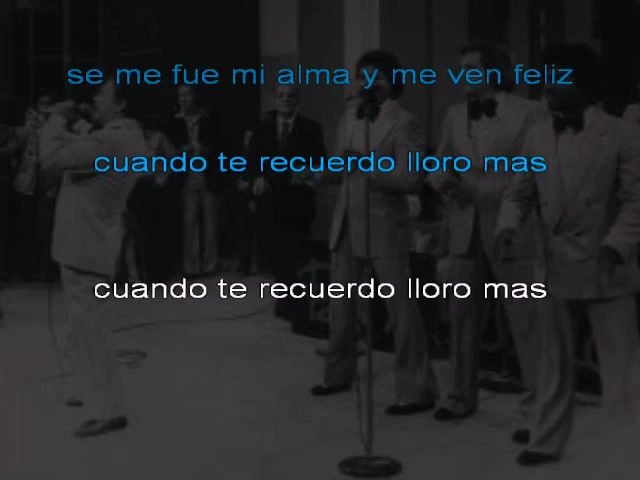 se me fue mi alma y me ven feliz
cuando te recuerdo lloro mas
cuando te recuerdo lloro mas